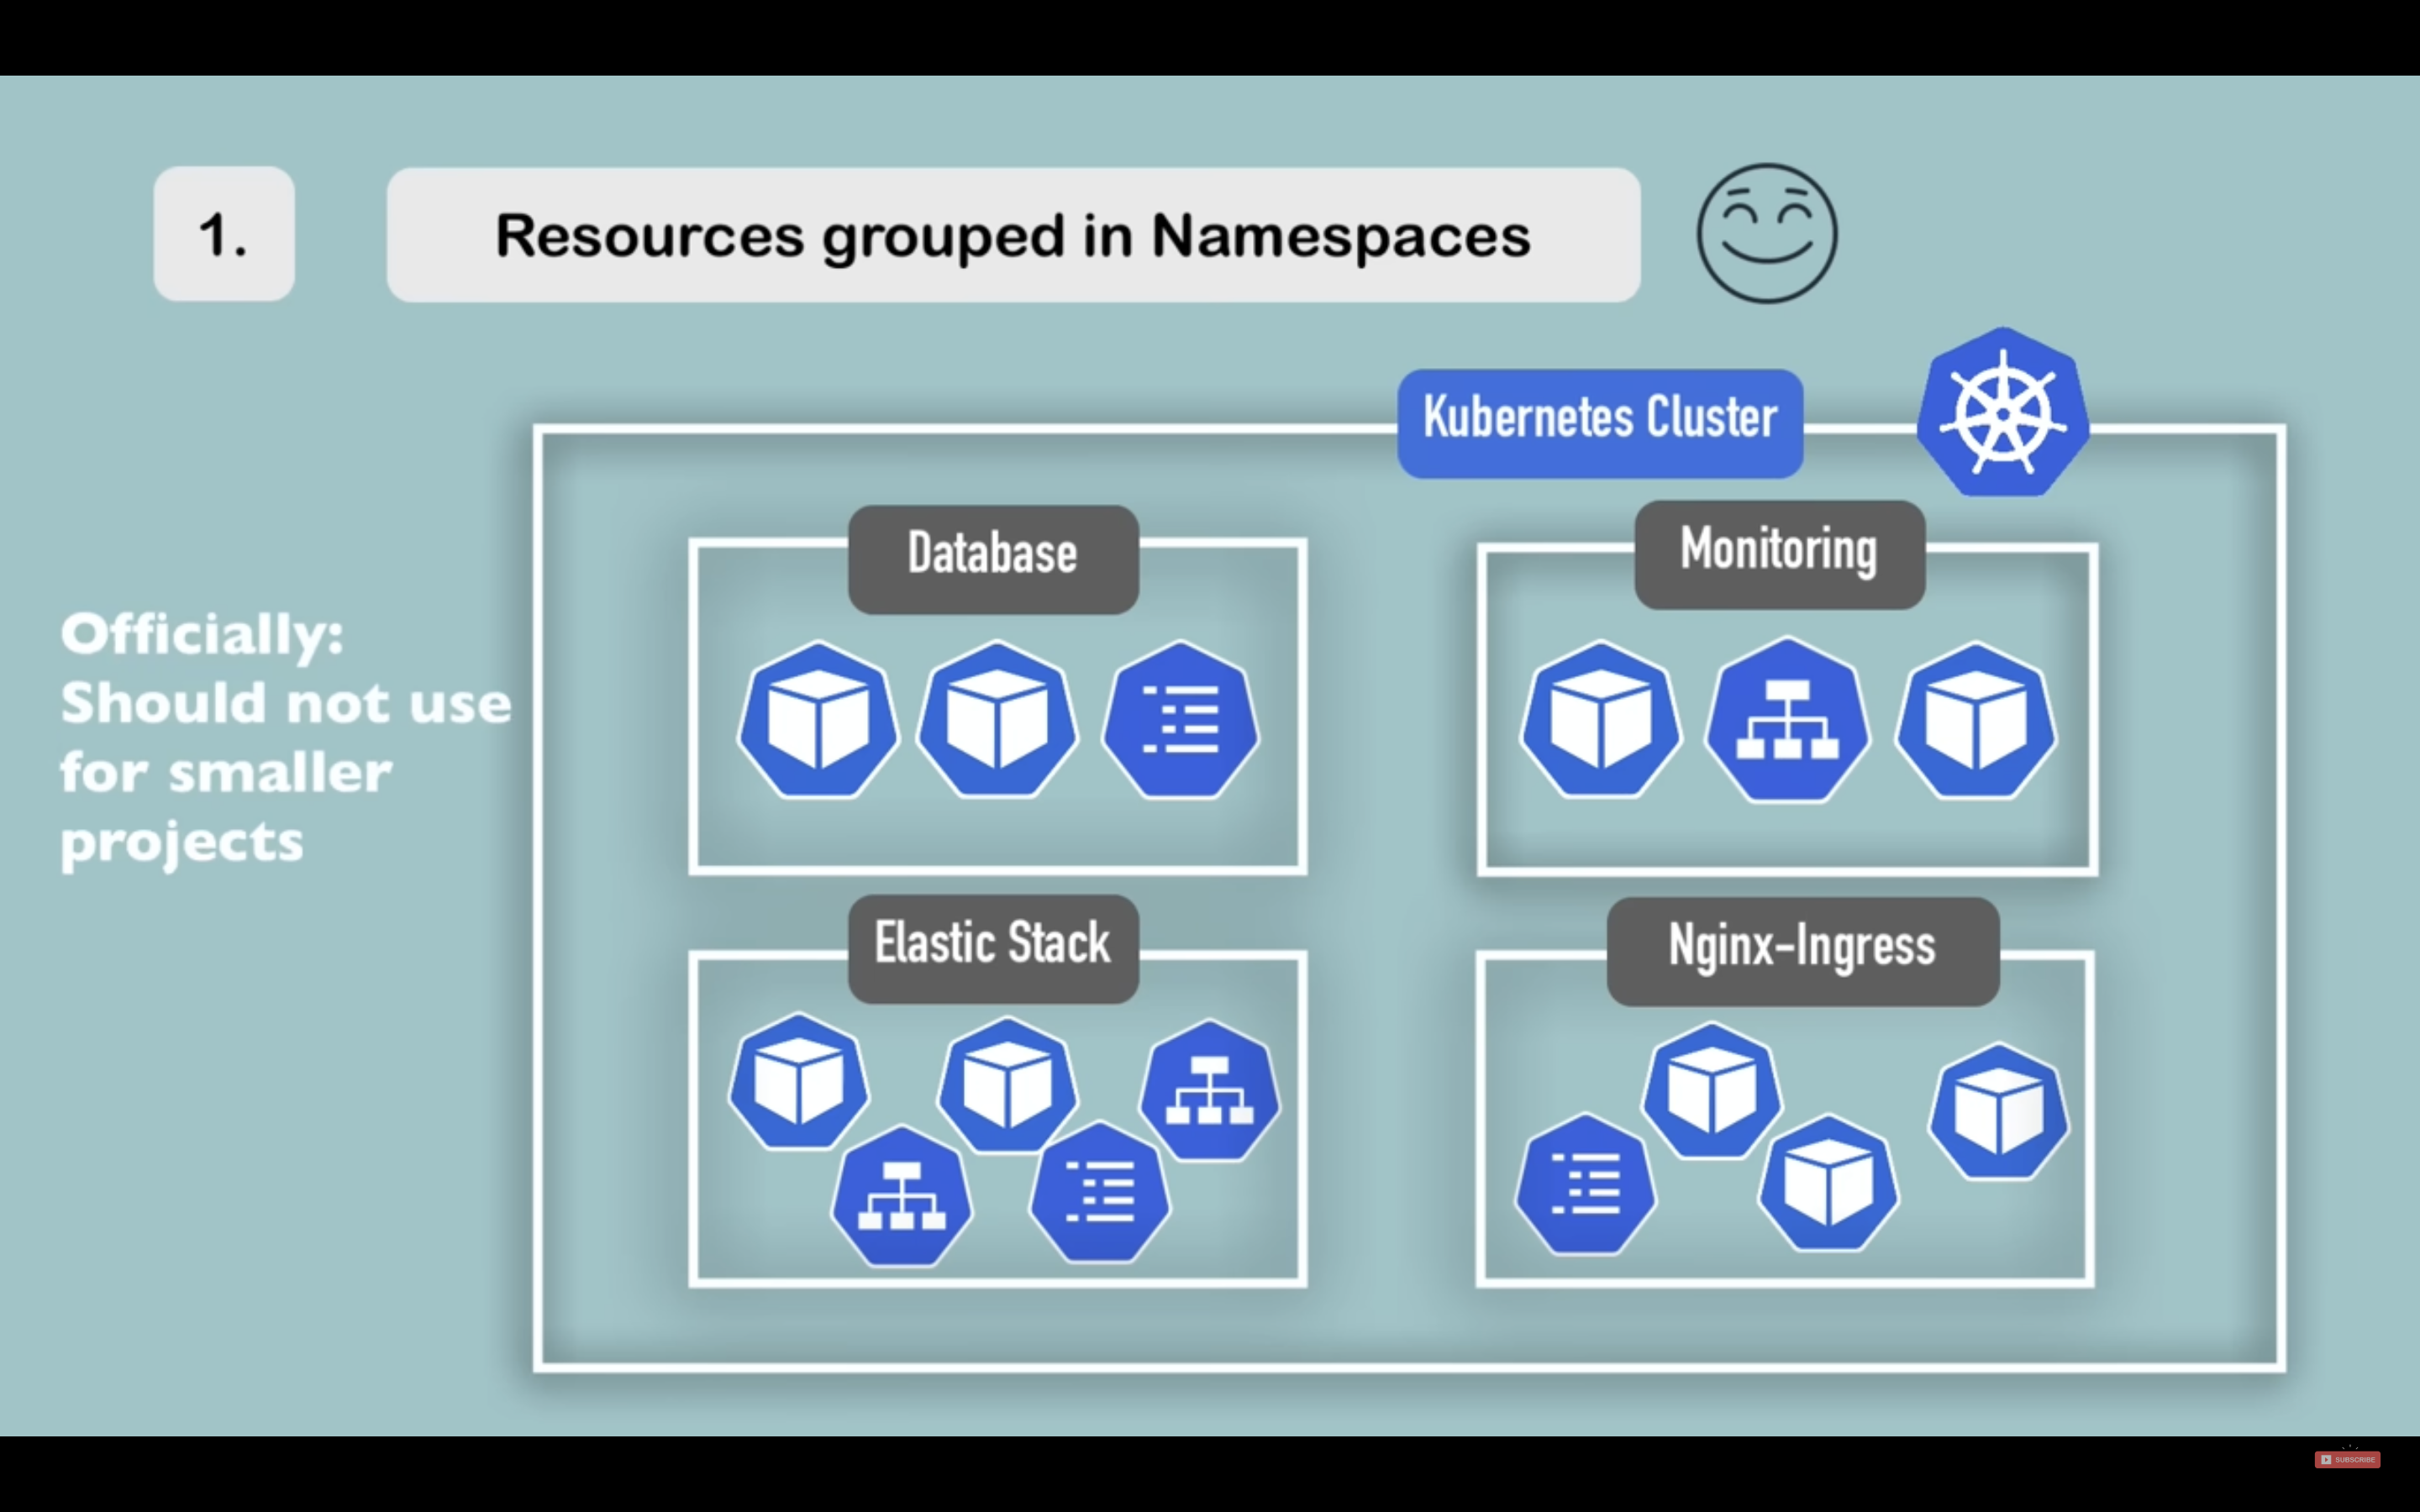 1.
Resources grouped in Namespaces
Kubernetes Cluster
Database
Monitoring
Officially:
Should not use
for smaller
projects
Elastic Stack
Nginx-Ingress
SUBSCRIBE